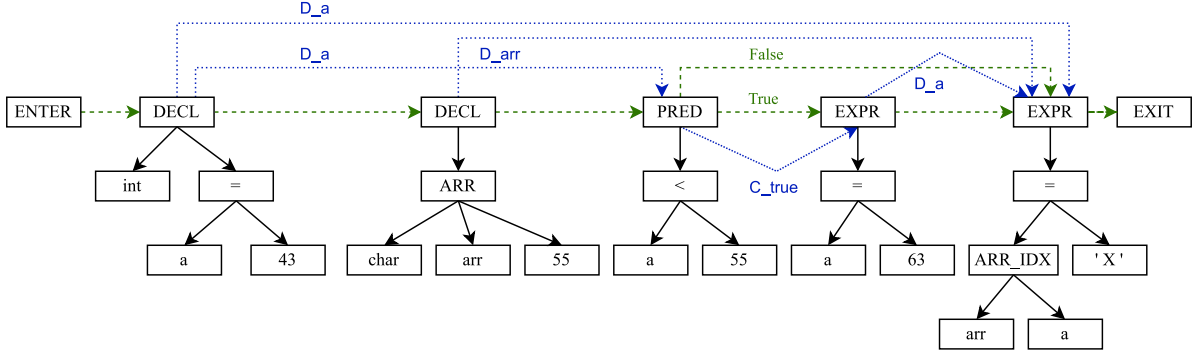 D_a
D_a D_arr False
D_a
True
ENTER DECL DECL PRED EXPR EXPR EXIT
int = ARR < C_true = =
a 43 char arr 55 a 55 a 63 ARR_IDX ' X '
arr a